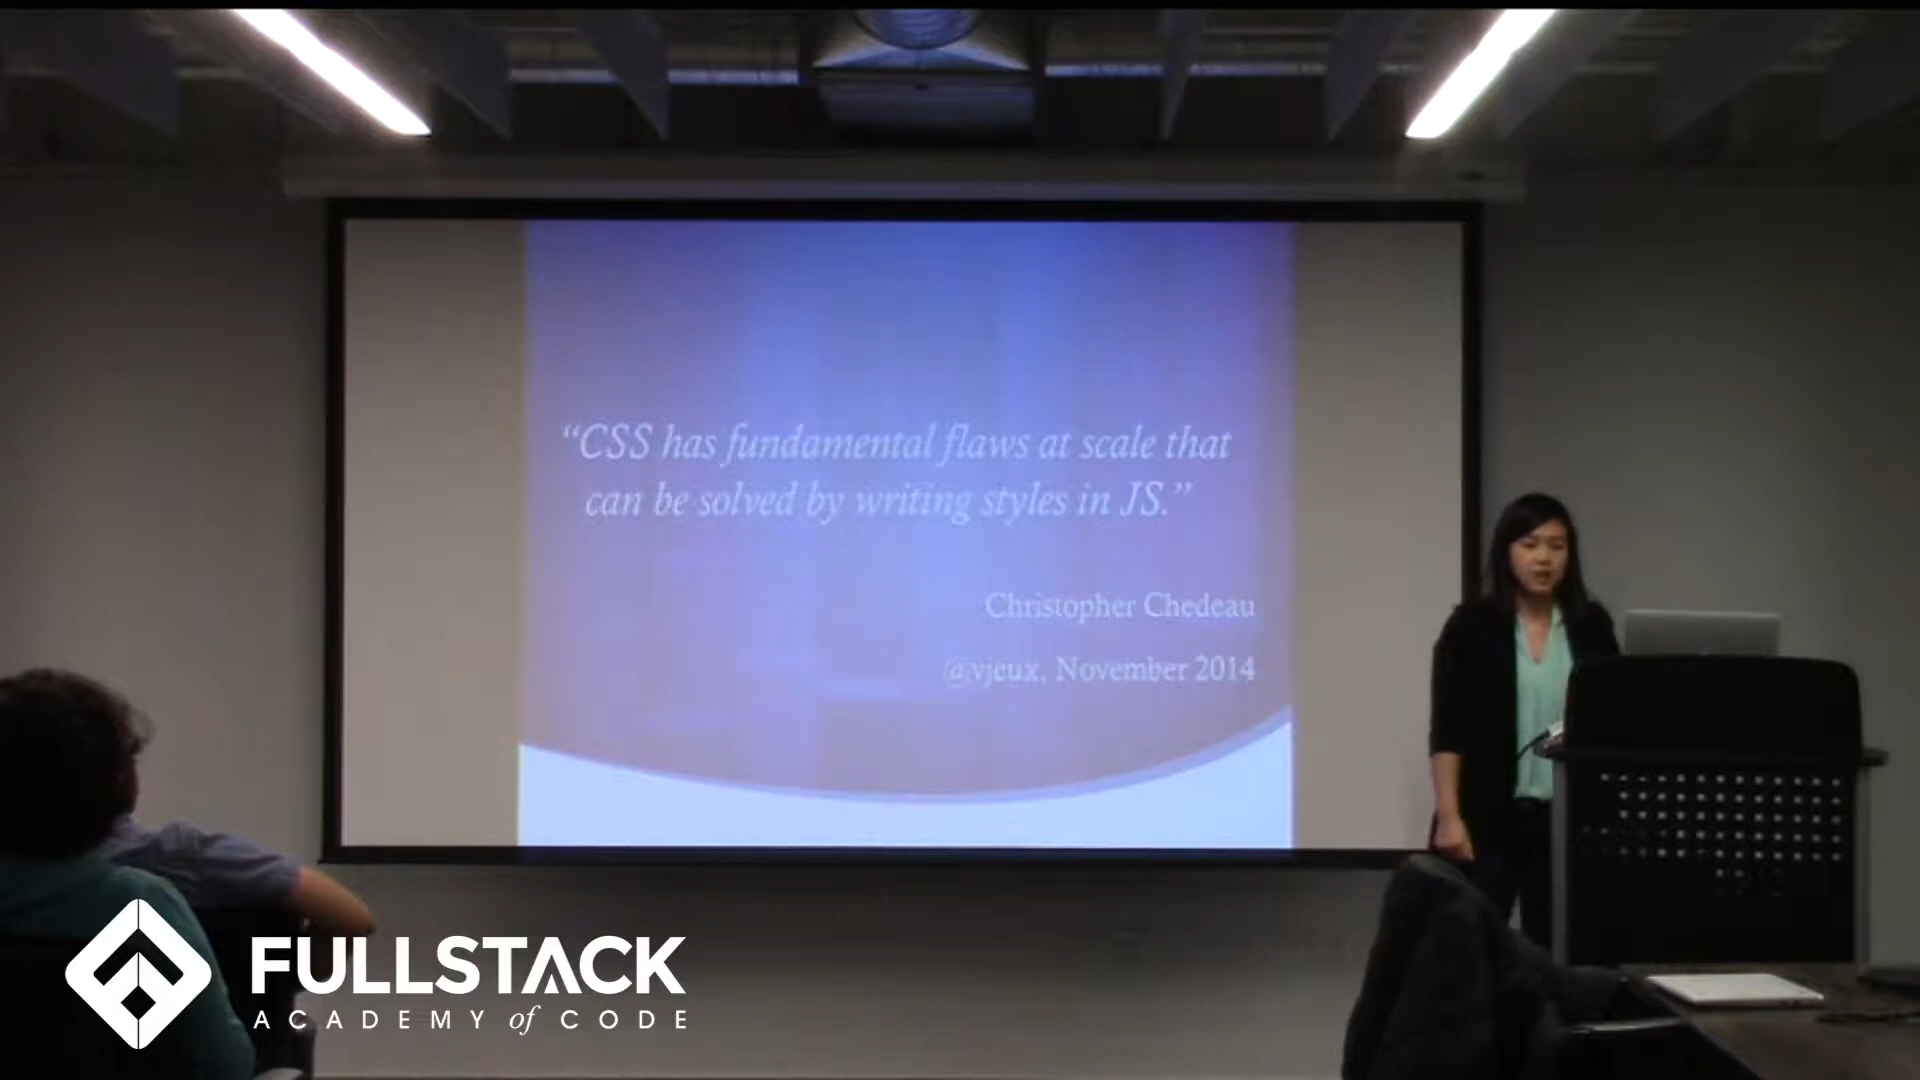 “CSS has fundamental flaws at scale that
can be solved by writing styles in JS.”
Christopher Chedeau
@vjeux, November 2014
FULLSTACK
ACADEMY of CODE